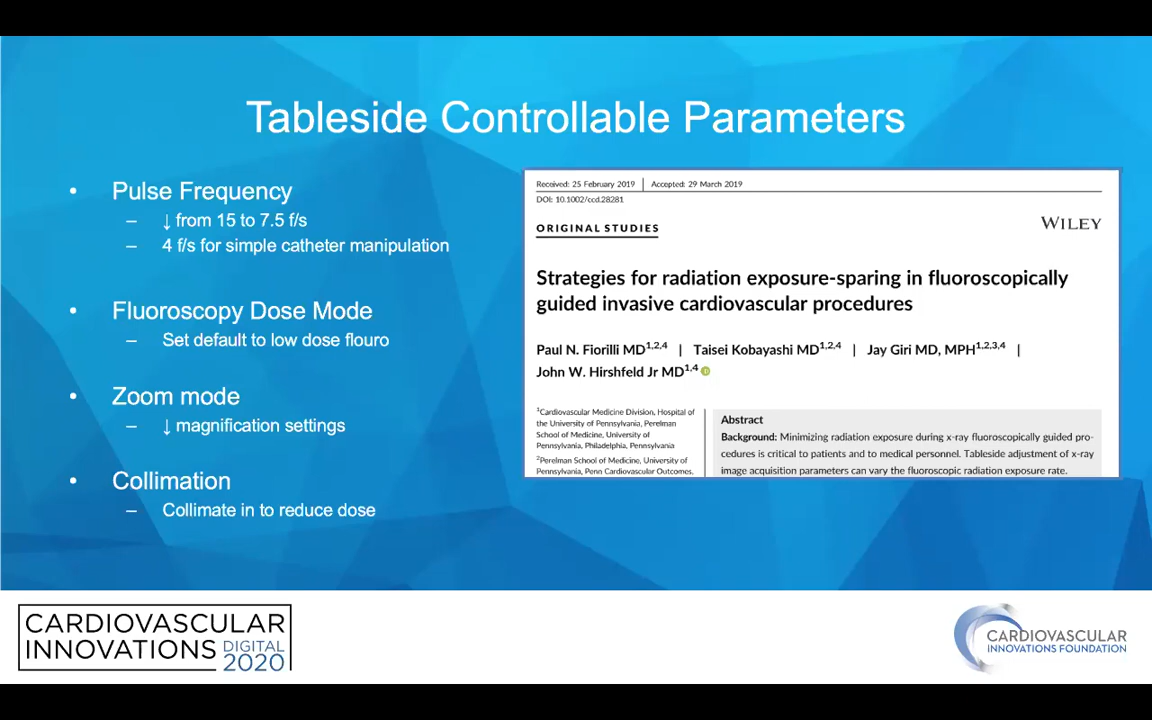 Tableside Controllable Parameters
• Pulse Frequency
– ↓ from 15 to 7.5 f/s
– 4 f/s for simple catheter manipulation
• Fluoroscopy Dose Mode
– Set default to low dose flouro
• Zoom mode
– ↓ magnification settings
• Collimation
– Collimate in to reduce dose
Received: 25 February 2019 | Accepted: 29 March 2019
DOI: 10.1002/ccd.28281
ORIGINAL STUDIES
WILEY
Strategies for radiation exposure-sparing in fluoroscopically
guided invasive cardiovascular procedures
Paul N. Fiorilli MD1,2,4 | Taisei Kobayashi MD1,2,4 | Jay Giri MD, MPH1,2,3,4 |
John W. Hirshfeld Jr MD1,4 iD
1Cardiovascular Medicine Division, Hospital of
the University of Pennsylvania, Perelman
School of Medicine, University of
Pennsylvania, Philadelphia, Pennsylvania
2Perelman School of Medicine, University of
Pennsylvania, Penn Cardiovascular Outcomes,
Abstract
Background: Minimizing radiation exposure during x-ray fluoroscopically guided pro-
cedures is critical to patients and to medical personnel. Tableside adjustment of x-ray
image acquisition parameters can vary the fluoroscopic radiation exposure rate.
CARDIOVASCULAR
INNOVATIONS DIGITAL
2020
CARDIOVASCULAR
INNOVATIONS FOUNDATION